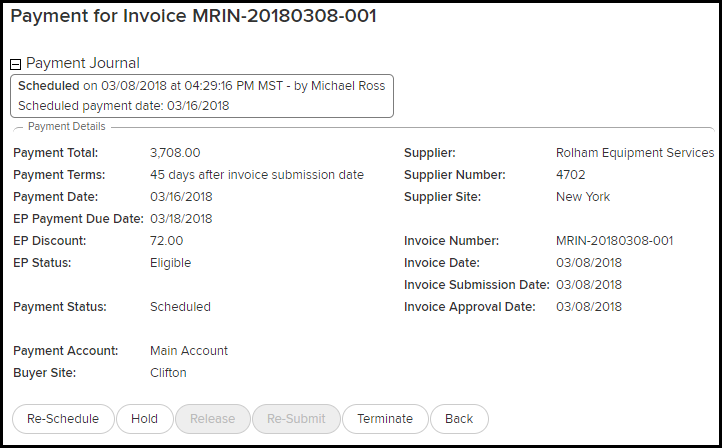 Payment for Invoice MRIN-20180308-001
Payment Journal
Scheduled on 03/08/2018 at 04:29:16 PM MST - by Michael Ross
Scheduled payment date: 03/16/2018
Payment Details
Payment Total: 3,708.00 Supplier: Rolham Equipment Services
Payment Terms: 45 days after invoice submission date Supplier Number: 4702
Payment Date: 03/16/2018 Supplier Site: New York
EP Payment Due Date: 03/18/2018
EP Discount: 72.00 Invoice Number: MRIN-20180308-001
EP Status: Eligible Invoice Date: 03/08/2018
Invoice Submission Date: 03/08/2018
Payment Status: Scheduled Invoice Approval Date: 03/08/2018
Payment Account: Main Account
Buyer Site: Clifton
Re-Schedule Hold Release Re-Submit Terminate Back